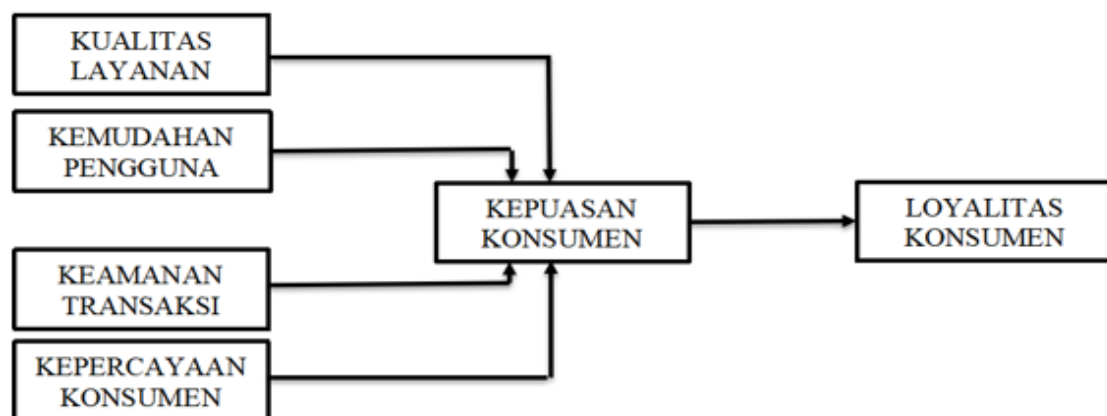 KUALITAS
LAYANAN
KEMUDAHAN
PENGGUNA
KEPUASAN
KONSUMEN
LOYALITAS
KONSUMEN
KEAMANAN
TRANSAKSI
KEPERCAYAAN
KONSUMEN